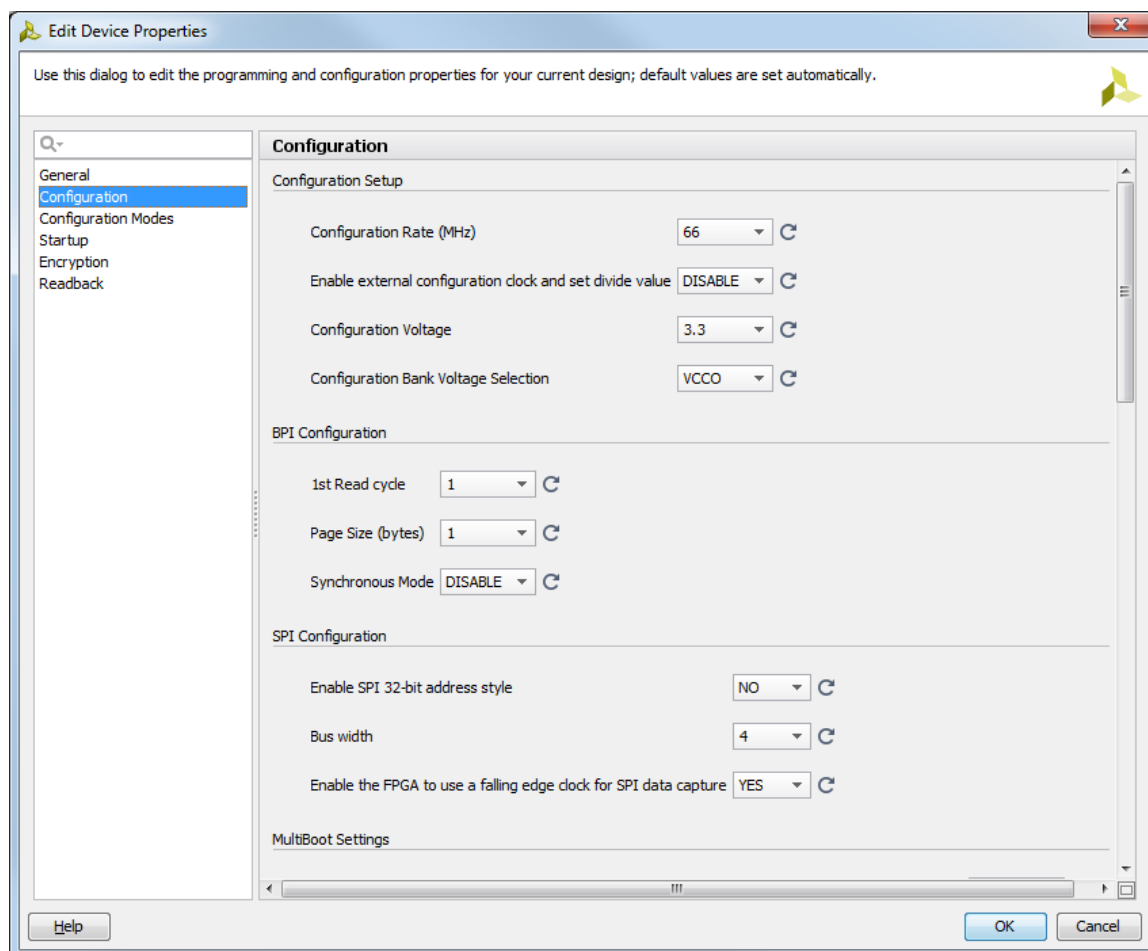 Edit Device Properties
Use this dialog to edit the programming and configuration properties for your current design; default values are set automatically.
General
Configuration
Configuration Modes
Startup
Encryption
Readback
Configuration
Configuration Setup
Configuration Rate (MHz) 66
Enable external configuration clock and set divide value DISABLE
Configuration Voltage 3.3
Configuration Bank Voltage Selection VCCO
BPI Configuration
1st Read cycle 1
Page Size (bytes) 1
Synchronous Mode DISABLE
SPI Configuration
Enable SPI 32-bit address style NO
Bus width 4
Enable the FPGA to use a falling edge clock for SPI data capture YES
MultiBoot Settings
Help OK Cancel